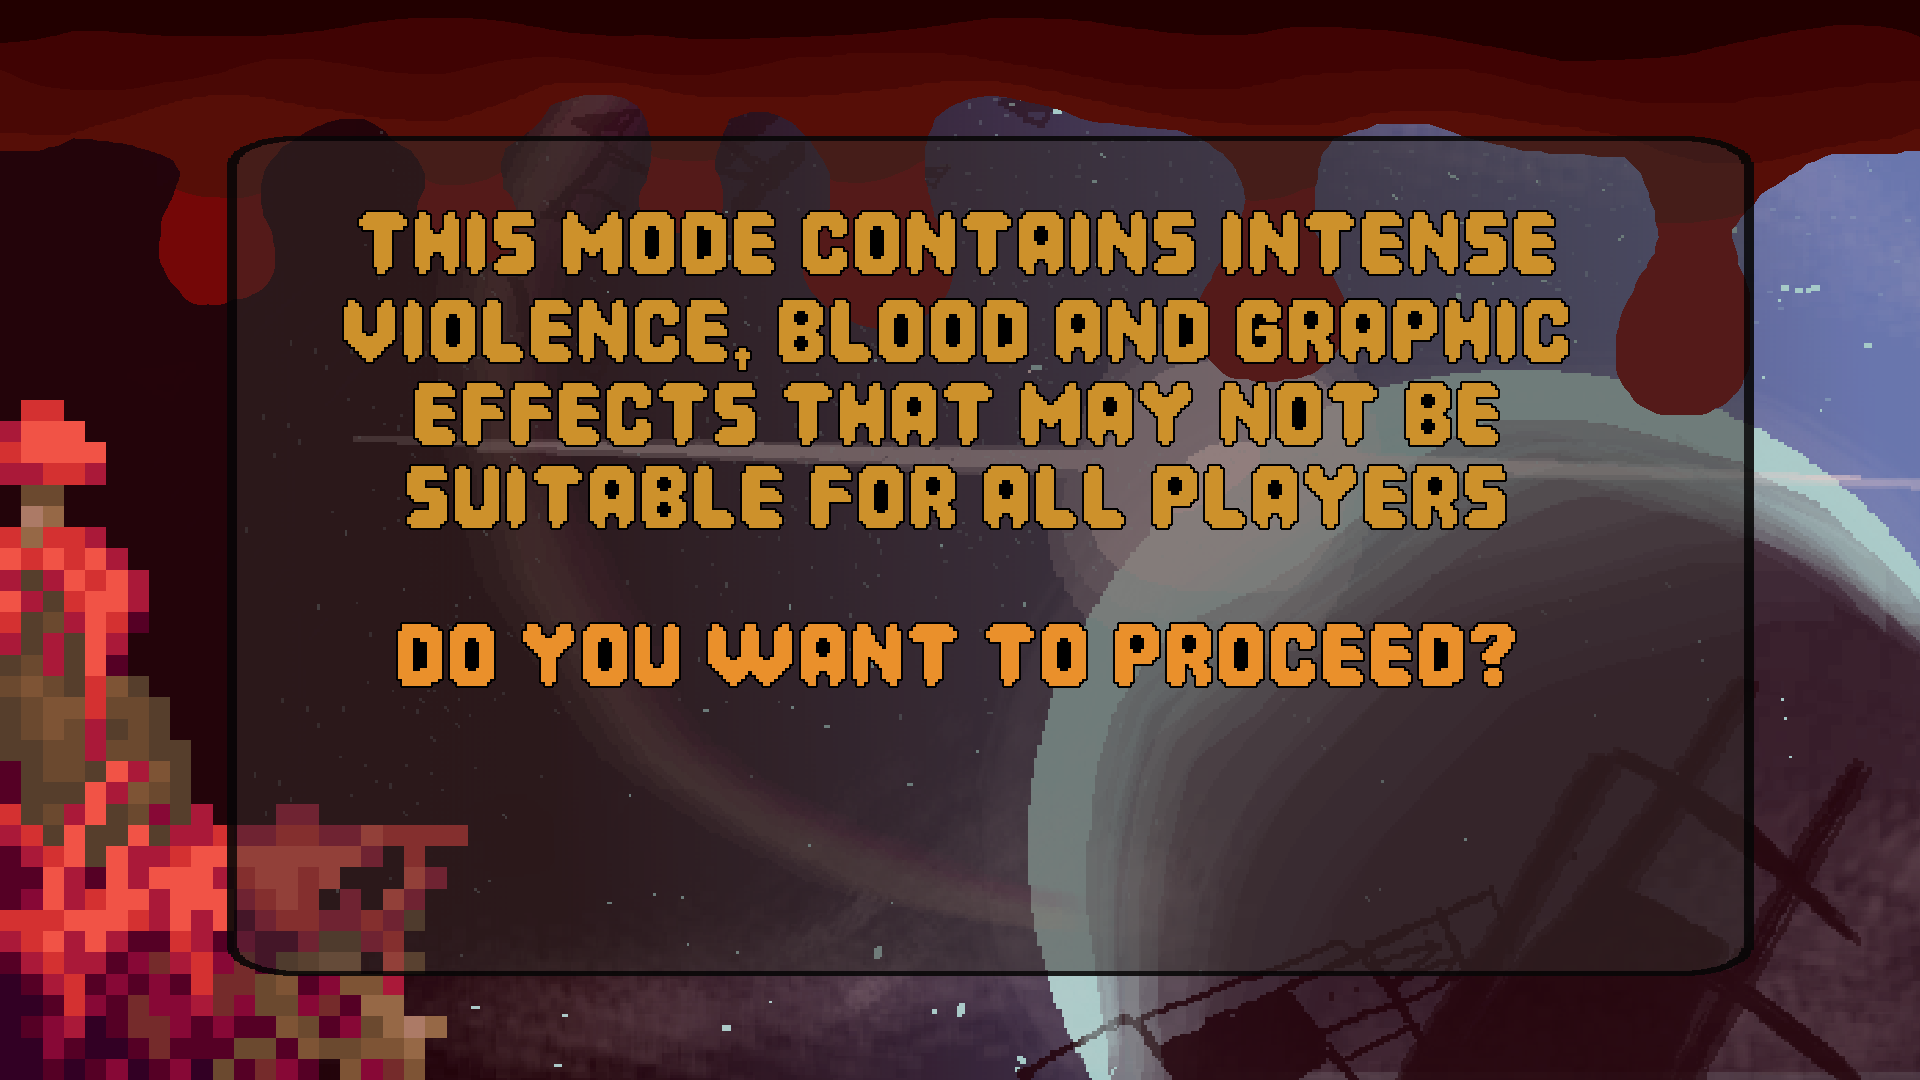 THIS MODE CONTAINS INTENSE
VIOLENCE, BLOOD AND GRAPHIC
EFFECTS THAT MAY NOT BE
SUITABLE FOR ALL PLAYERS
DO YOU WANT TO PROCEED?